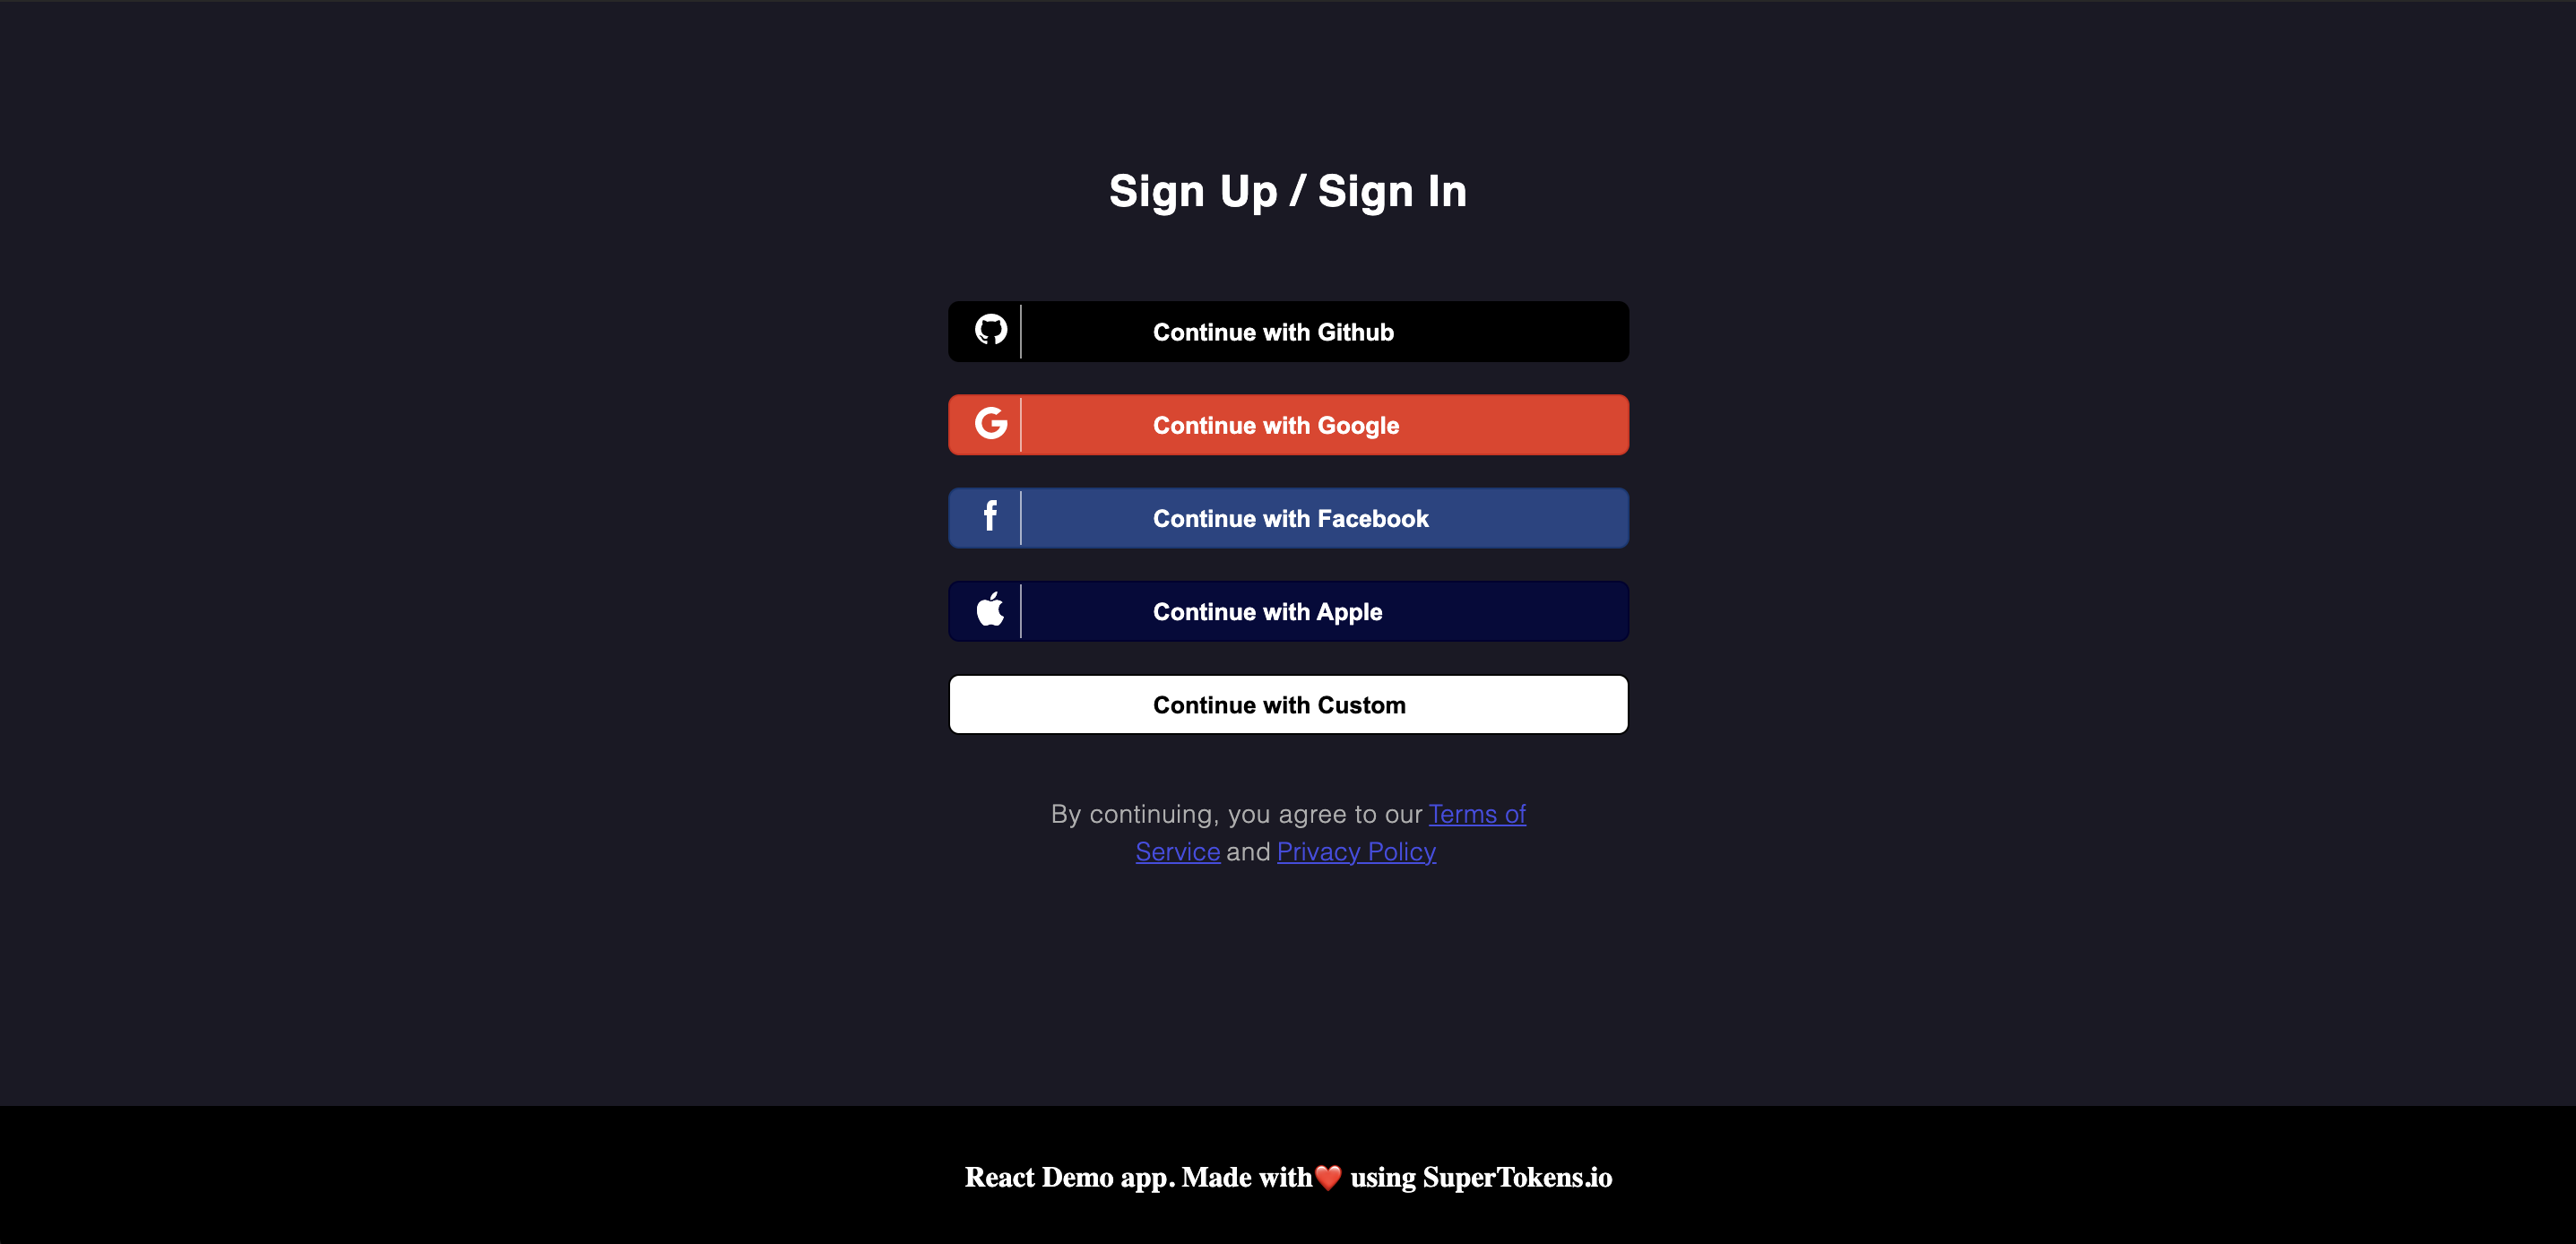 Sign Up / Sign In
Continue with Github
Continue with Google
Continue with Facebook
Continue with Apple
Continue with Custom
By continuing, you agree to our Terms of
Service and Privacy Policy
React Demo app. Made with❤️ using SuperTokens.io